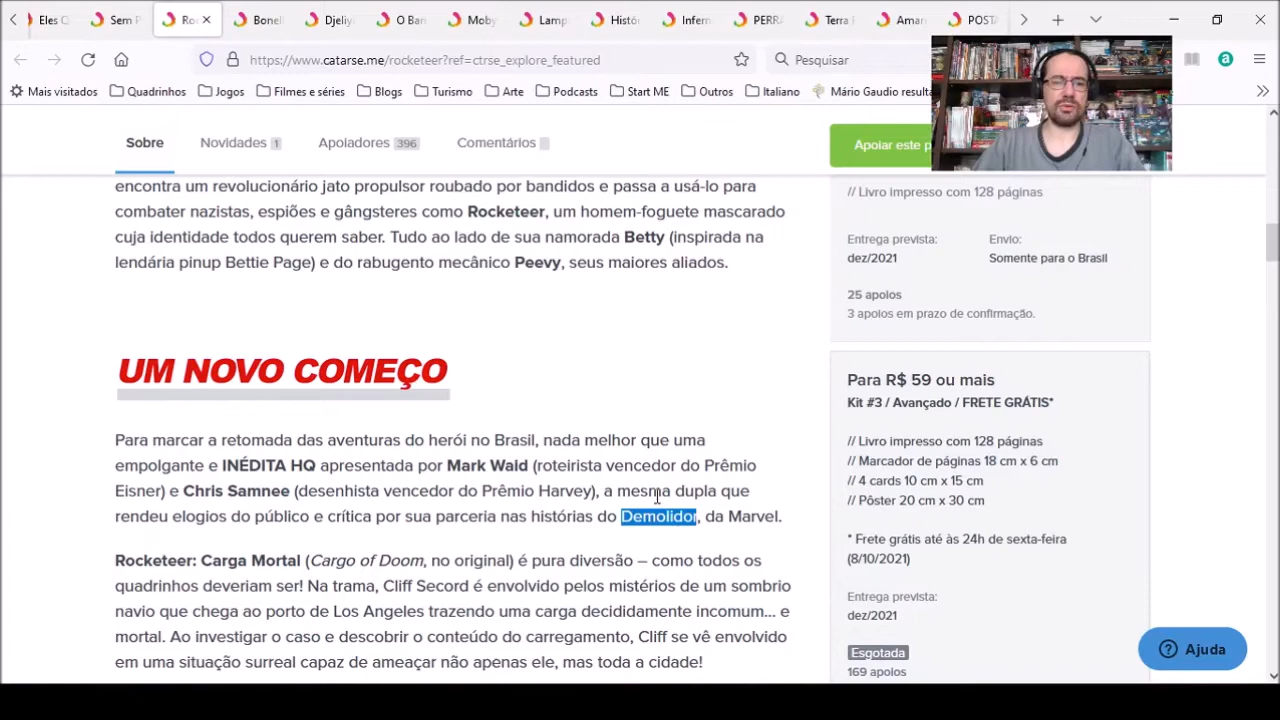 Eles Q
Sem P
Ro
Bonell
Djeliy
O Ban
Moby
Lamp
Histó
Infern
PERR
Terra
Amar
POST
https://www.catarse.me/rocketeer?ref=ctrse_explore_featured
Pesquisar
Mais visitados
Quadrinhos
Jogos
Filmes e séries
Blogs
Turismo
Arte
Podcasts
Start ME
Outros
Italiano
Mário Gaudio resulta
Sobre
Novidades 1
Apoiadores 396
Comentários
Apoiar este p
encontra um revolucionário jato propulsor roubado por bandidos e passa a usá-lo para
combater nazistas, espiões e gângsteres como Rocketeer, um homem-foguete mascarado
cuja identidade todos querem saber. Tudo ao lado de sua namorada Betty (inspirada na
lendária pinup Bettie Page) e do rabugento mecânico Peevy, seus maiores aliados.
UM NOVO COMEÇO
Para marcar a retomada das aventuras do herói no Brasil, nada melhor que uma
empolgante e INÉDITA HQ apresentada por Mark Waid (roteirista vencedor do Prêmio
Eisner) e Chris Samnee (desenhista vencedor do Prêmio Harvey), a mesma dupla que
rendeu elogios do público e crítica por sua parceria nas histórias do Demolidor, da Marvel.
Rocketeer: Carga Mortal (Cargo of Doom, no original) é pura diversão – como todos os
quadrinhos deveriam ser! Na trama, Cliff Secord é envolvido pelos mistérios de um sombrio
navio que chega ao porto de Los Angeles trazendo uma carga decididamente incomum... e
mortal. Ao investigar o caso e descobrir o conteúdo do carregamento, Cliff se vê envolvido
em uma situação surreal capaz de ameaçar não apenas ele, mas toda a cidade!
// Livro impresso com 128 páginas
Entrega prevista:
dez/2021
Envio:
Somente para o Brasil
25 apoios
3 apoios em prazo de confirmação.
Para R$ 59 ou mais
Kit #3 / Avançado / FRETE GRÁTIS*
// Livro impresso com 128 páginas
// Marcador de páginas 18 cm x 6 cm
// 4 cards 10 cm x 15 cm
// Pôster 20 cm x 30 cm
* Frete grátis até às 24h de sexta-feira
(8/10/2021)
Entrega prevista:
dez/2021
Esgotada
169 apoios
Ajuda